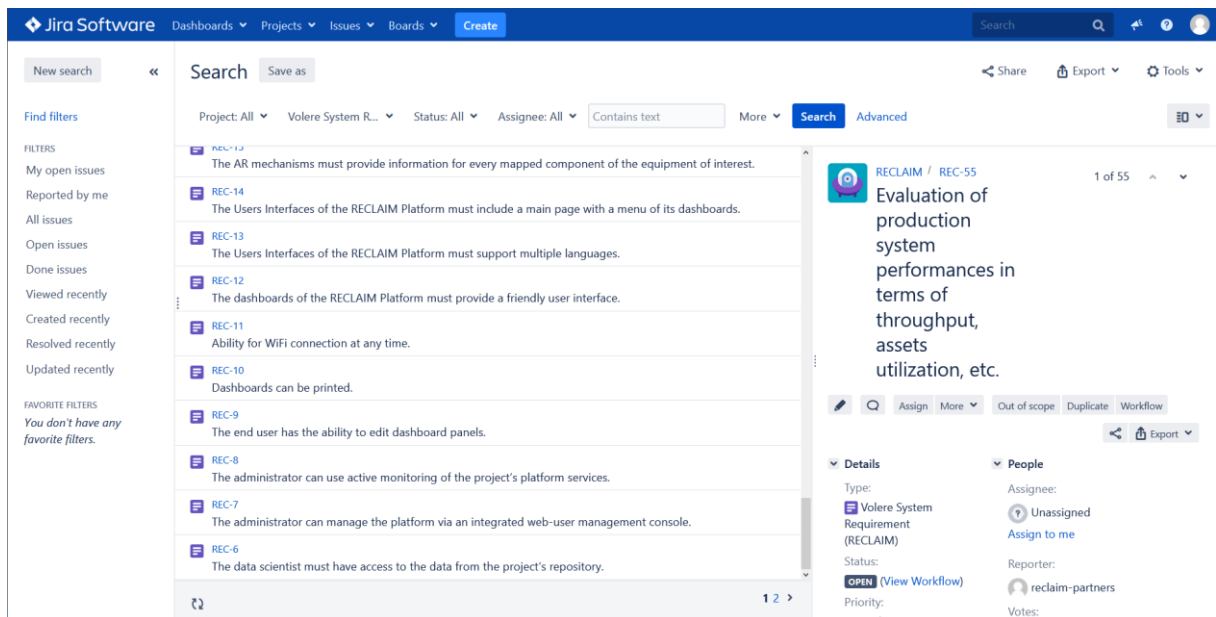 Jira Software Dashboards Projects Issues Boards Create Search
New search
Search Save as Share Export Tools
Find filters
Project: All Volere System R... Status: All Assignee: All Contains text More Search Advanced
FILTERS
My open issues
Reported by me
All issues
Open issues
Done issues
Viewed recently
Created recently
Resolved recently
Updated recently
FAVORITE FILTERS
You don't have any
favorite filters.
REC-15
The AR mechanisms must provide information for every mapped component of the equipment of interest.
REC-14
The Users Interfaces of the RECLAIM Platform must include a main page with a menu of its dashboards.
REC-13
The Users Interfaces of the RECLAIM Platform must support multiple languages.
REC-12
The dashboards of the RECLAIM Platform must provide a friendly user interface.
REC-11
Ability for WiFi connection at any time.
REC-10
Dashboards can be printed.
REC-9
The end user has the ability to edit dashboard panels.
REC-8
The administrator can use active monitoring of the project's platform services.
REC-7
The administrator can manage the platform via an integrated web-user management console.
REC-6
The data scientist must have access to the data from the project's repository.
1 2 >
RECLAIM / REC-55
1 of 55
Evaluation of
production
system
performances in
terms of
throughput,
assets
utilization, etc.
Assign More Out of scope Duplicate Workflow
Export
Details
Type:
Volere System
Requirement
(RECLAIM)
Status:
OPEN (View Workflow)
Priority:
People
Assignee:
Unassigned
Assign to me
Reporter:
reclaim-partners
Votes: